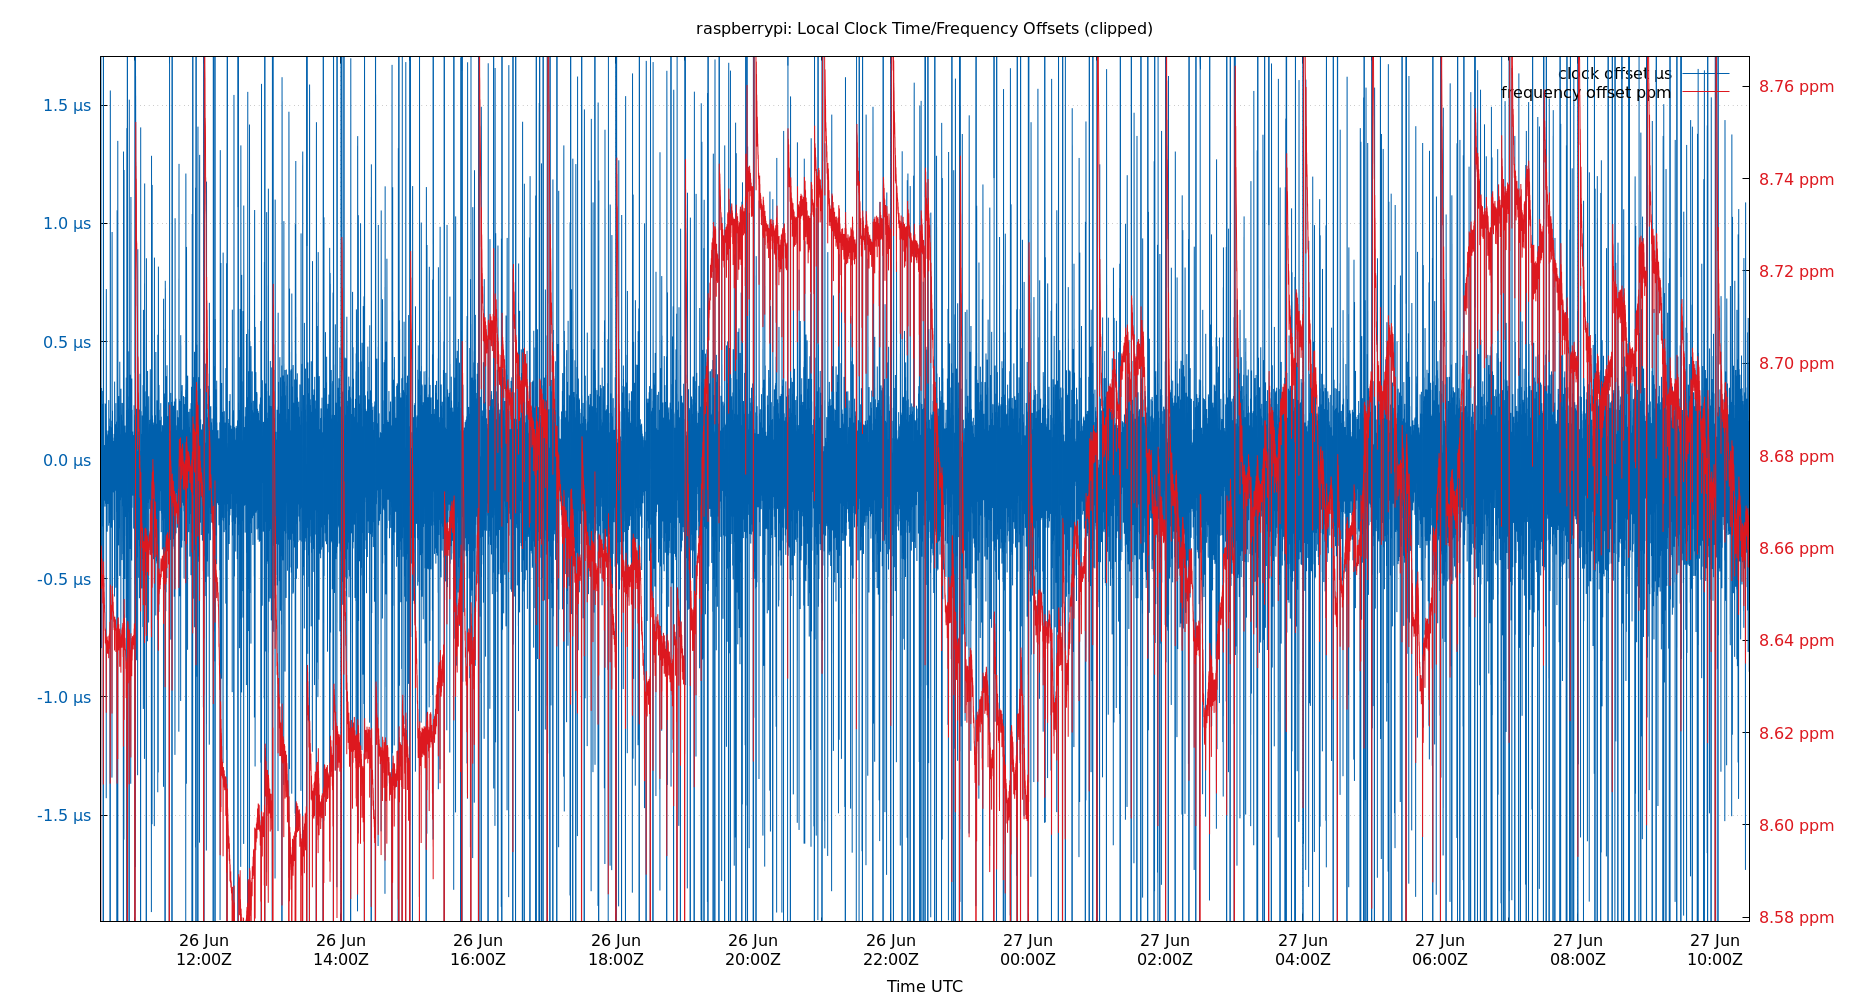 raspberrypi: Local Clock Time/Frequency Offsets (clipped)
clock offset µs
frequency offset ppm
1.5 µs
1.0 µs
0.5 µs
0.0 µs
-0.5 µs
-1.0 µs
-1.5 µs
8.76 ppm
8.74 ppm
8.72 ppm
8.70 ppm
8.68 ppm
8.66 ppm
8.64 ppm
8.62 ppm
8.60 ppm
8.58 ppm
26 Jun
12:00Z
26 Jun
14:00Z
26 Jun
16:00Z
26 Jun
18:00Z
26 Jun
20:00Z
26 Jun
22:00Z
27 Jun
00:00Z
27 Jun
02:00Z
27 Jun
04:00Z
27 Jun
06:00Z
27 Jun
08:00Z
27 Jun
10:00Z
Time UTC